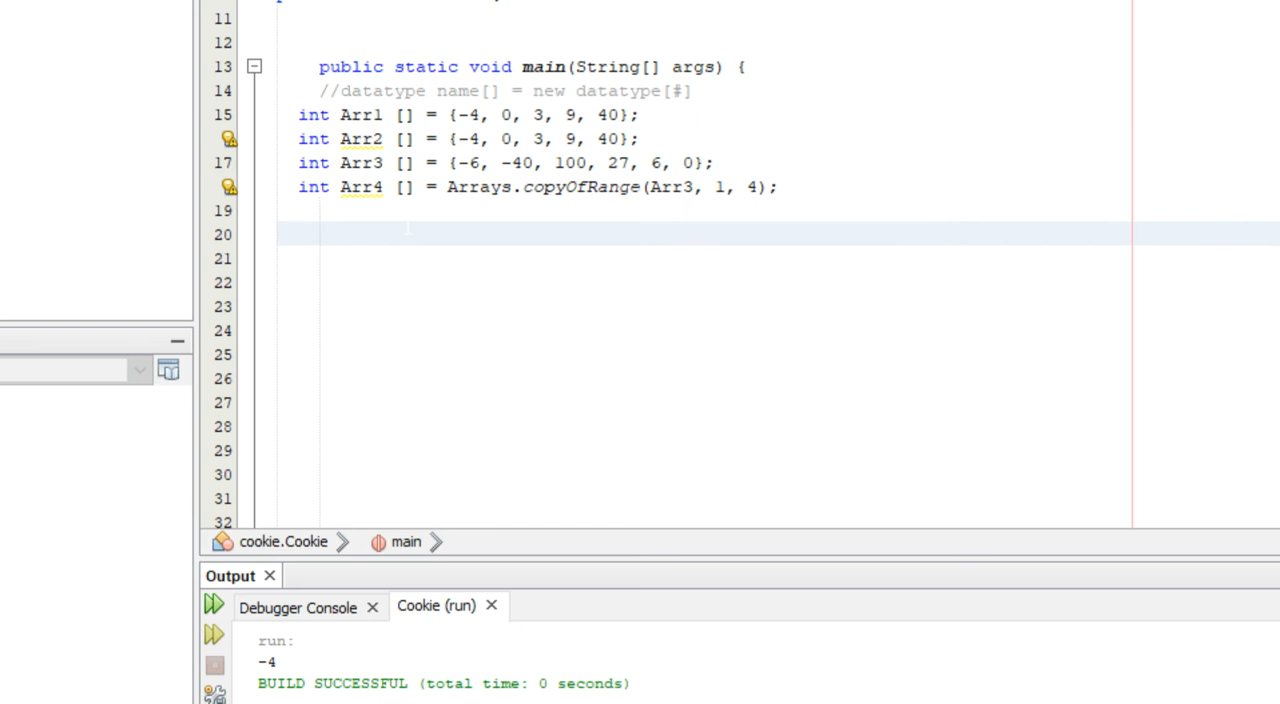 11
12
13 public static void main(String[] args) {
14 //datatype name[] = new datatype[#]
15 int Arr1 [] = {-4, 0, 3, 9, 40};
int Arr2 [] = {-4, 0, 3, 9, 40};
17 int Arr3 [] = {-6, -40, 100, 27, 6, 0};
int Arr4 [] = Arrays.copyOfRange(Arr3, 1, 4);
19
20
21
22
23
24
25
26
27
28
29
30
31
32
cookie.Cookie main
Output
Debugger Console Cookie (run)
run:
-4
BUILD SUCCESSFUL (total time: 0 seconds)